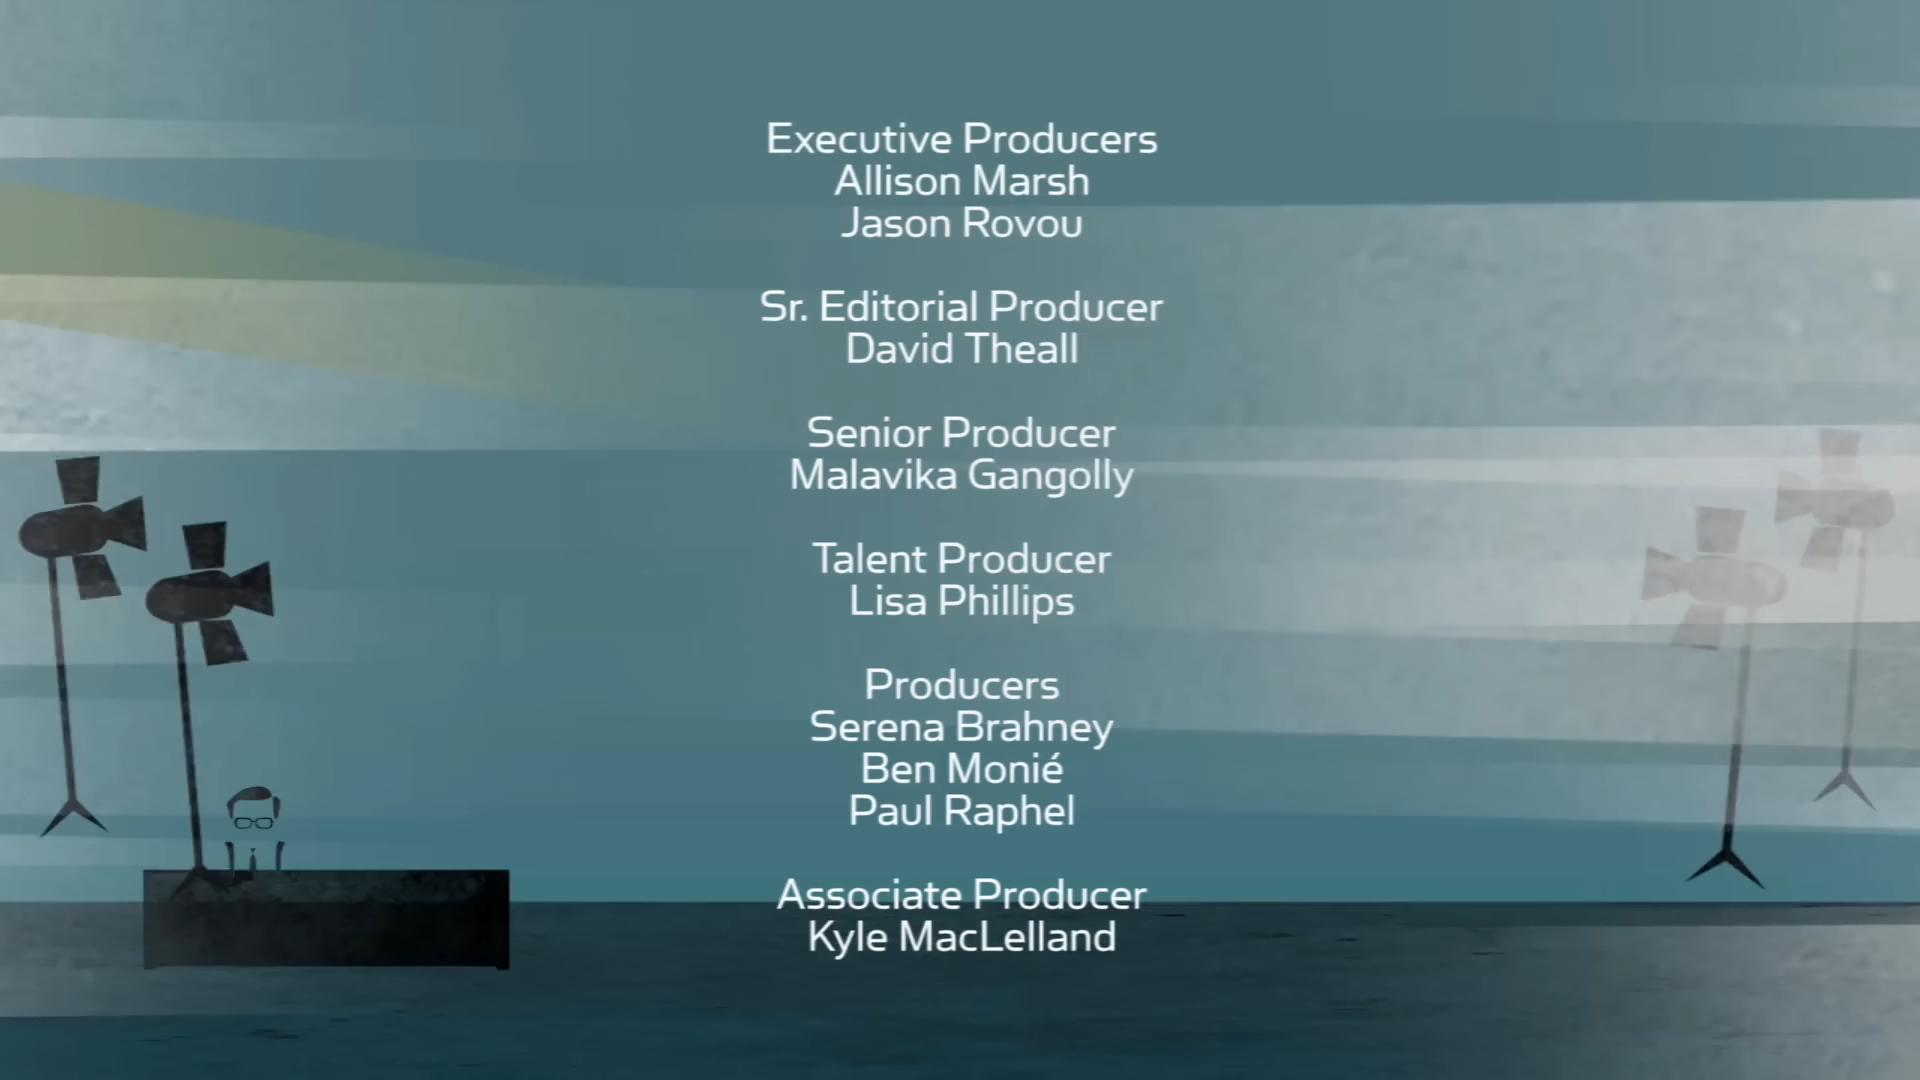 Executive Producers
Allison Marsh
Jason Rovou
Sr. Editorial Producer
David Theall
Senior Producer
Malavika Gangolly
Talent Producer
Lisa Phillips
Producers
Serena Brahney
Ben Monié
Paul Raphel
Associate Producer
Kyle MacLelland